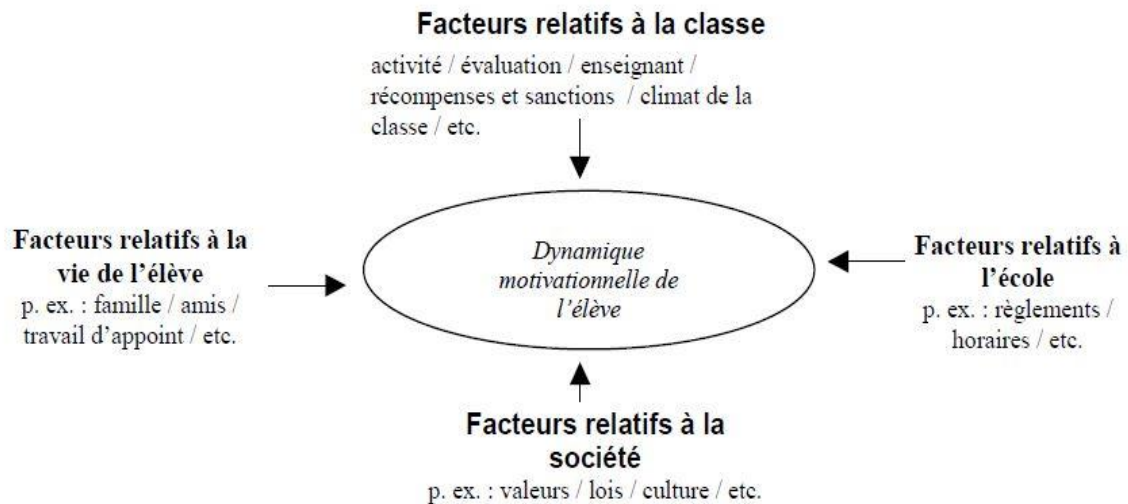 Facteurs relatifs à la classe
activité / évaluation / enseignant /
récompenses et sanctions / climat de la
classe / etc.
Facteurs relatifs à la
vie de l'élève
p. ex. : famille / amis /
travail d'appoint / etc.
Dynamique
motivationnelle de
l'élève
Facteurs relatifs à
l'école
p. ex. : règlements /
horaires / etc.
Facteurs relatifs à la
société
p. ex. : valeurs / lois / culture / etc.